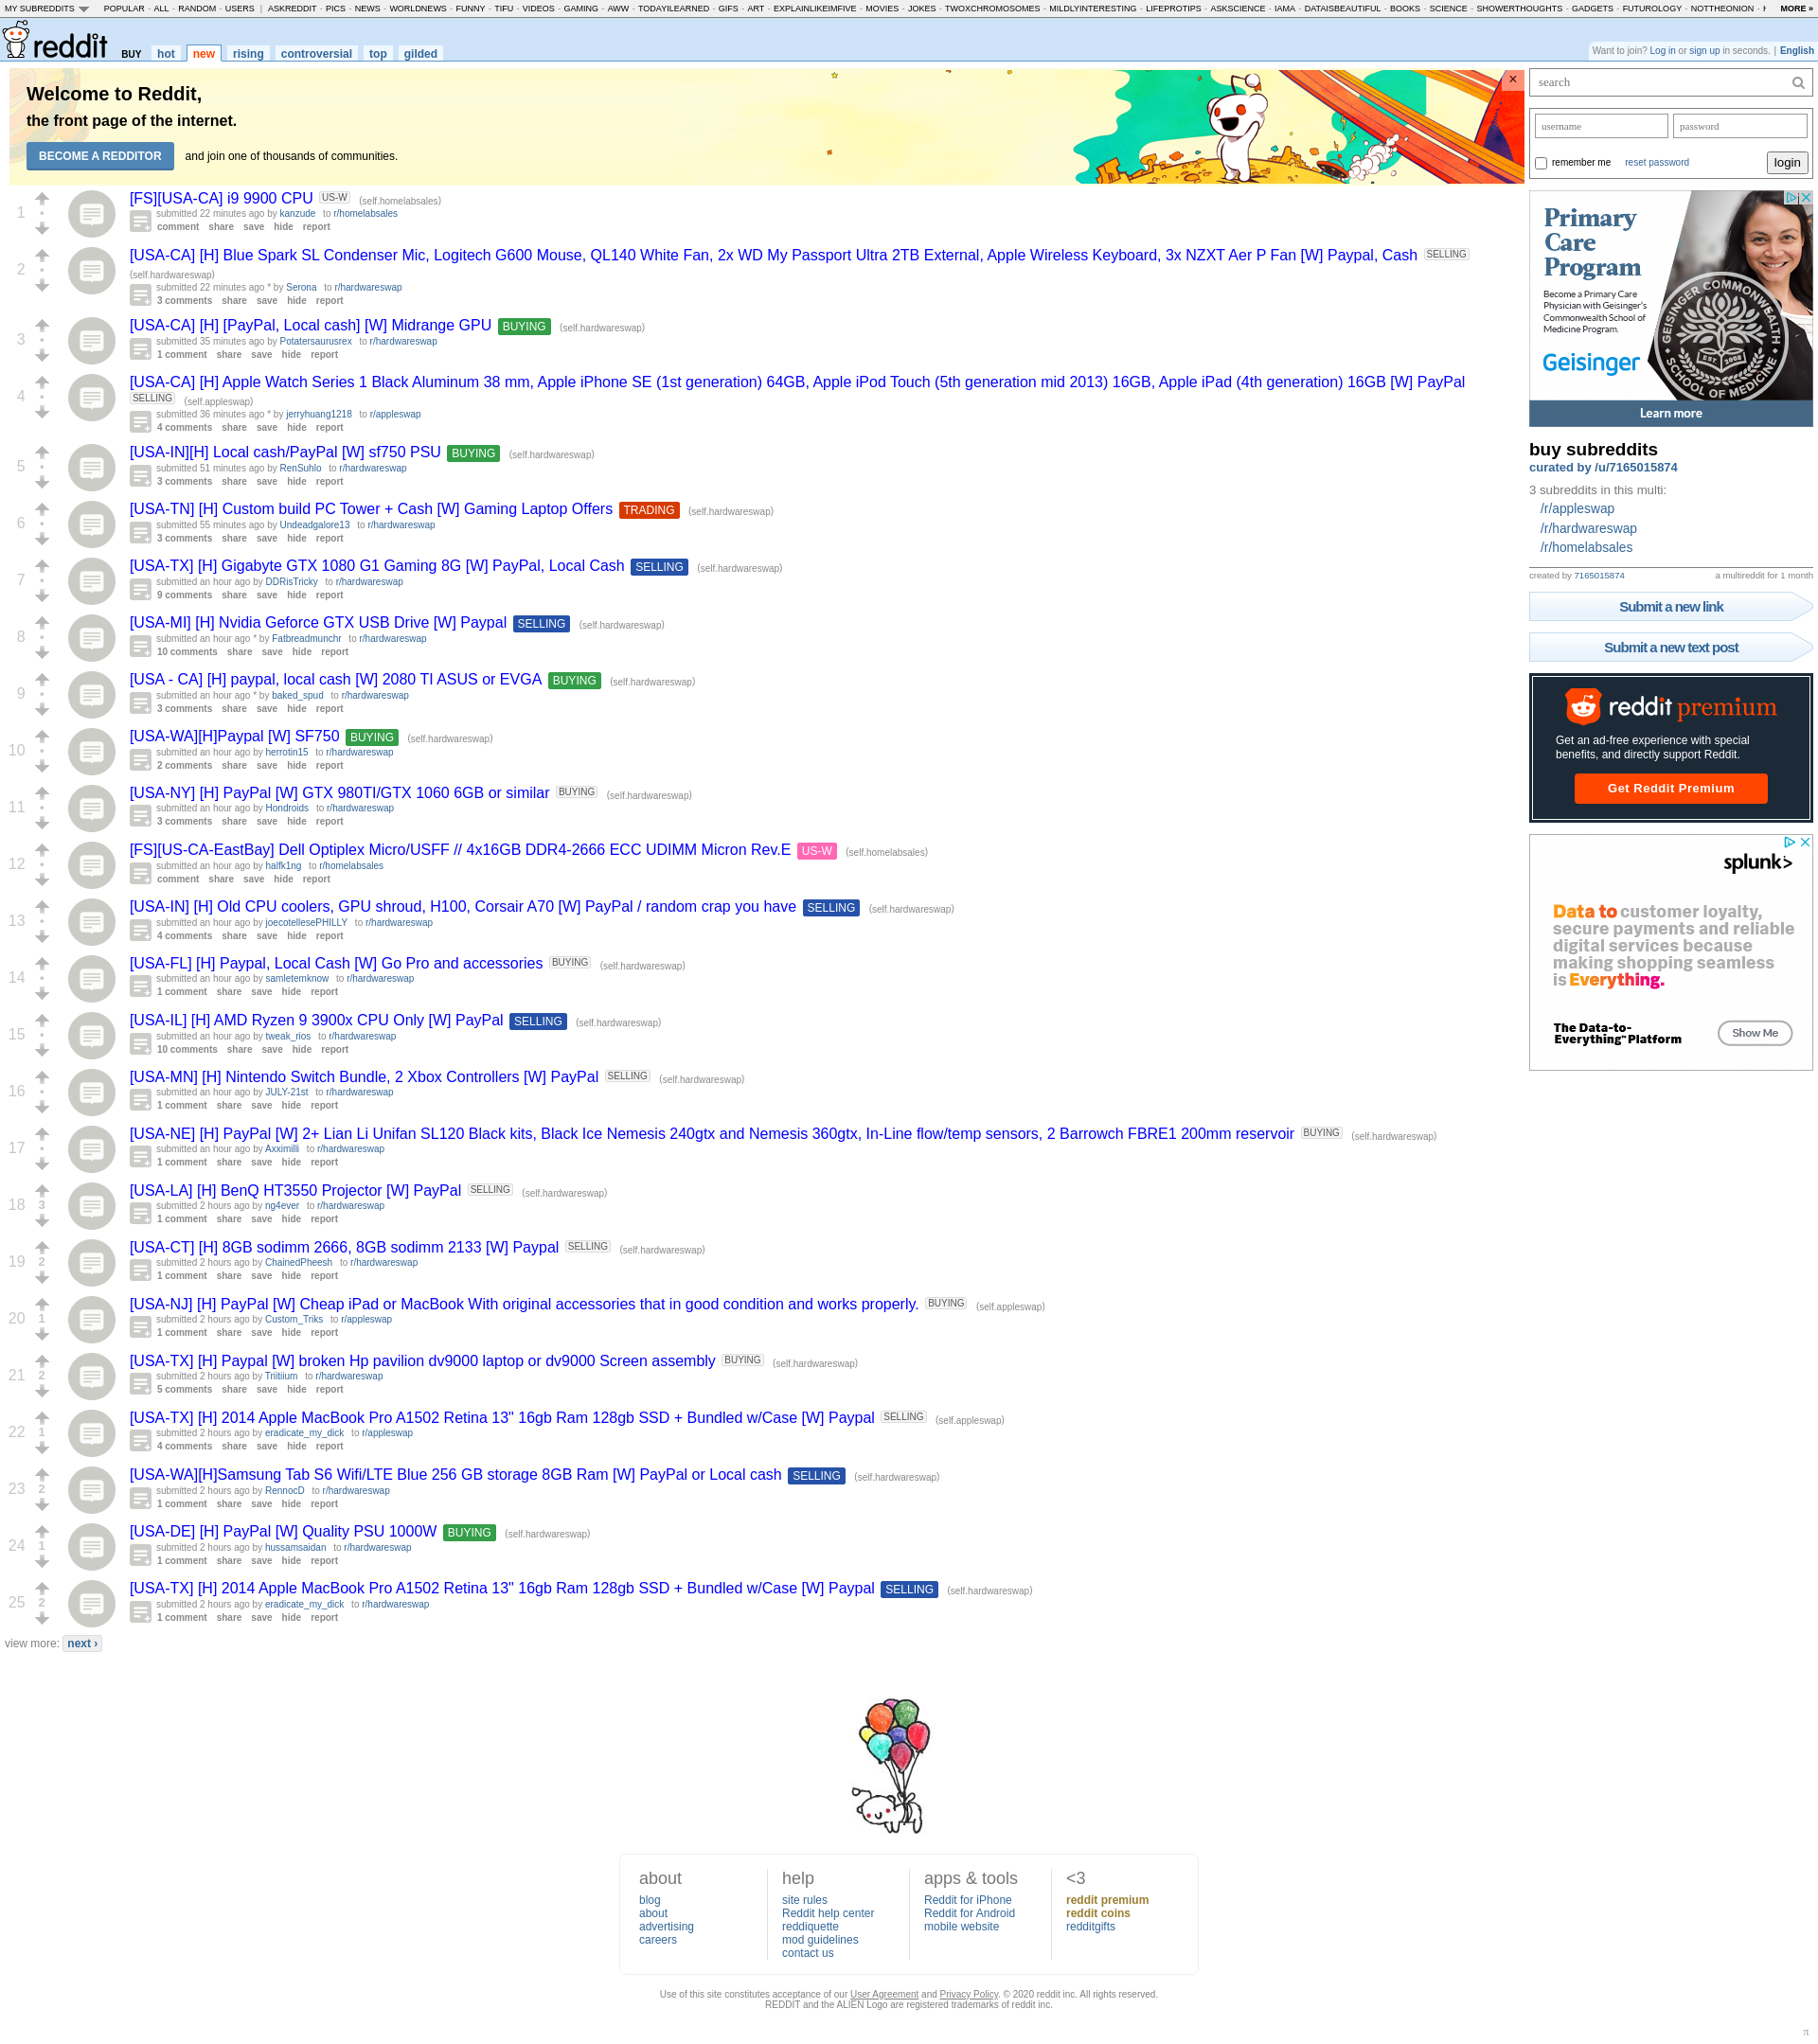 MY SUBREDDITS POPULAR - ALL - RANDOM - USERS | ASKREDDIT - PICS - NEWS - WORLDNEWS - FUNNY - TIFU - VIDEOS - GAMING - AWW - TODAYILEARNED - GIFS - ART - EXPLAINLIKEIMFIVE - MOVIES - JOKES - TWOXCHROMOSOMES - MILDLYINTERESTING - LIFEPROTIPS - ASKSCIENCE - IAMA - DATAISBEAUTIFUL - BOOKS - SCIENCE - SHOWERTHOUGHTS - GADGETS - FUTUROLOGY - NOTTHEONION - MORE »
reddit BUY hot new rising controversial top gilded
Want to join? Log in or sign up in seconds. | English
Welcome to Reddit,
the front page of the internet.
BECOME A REDDITOR and join one of thousands of communities.
1
[FS][USA-CA] i9 9900 CPU US-W (self.homelabsales)
submitted 22 minutes ago by kanzude to r/homelabsales
comment share save hide report
2
[USA-CA] [H] Blue Spark SL Condenser Mic, Logitech G600 Mouse, QL140 White Fan, 2x WD My Passport Ultra 2TB External, Apple Wireless Keyboard, 3x NZXT Aer P Fan [W] Paypal, Cash SELLING
(self.hardwareswap)
submitted 22 minutes ago * by Serona to r/hardwareswap
3 comments share save hide report
3
[USA-CA] [H] [PayPal, Local cash] [W] Midrange GPU BUYING (self.hardwareswap)
submitted 35 minutes ago by Potatersaurusrex to r/hardwareswap
1 comment share save hide report
4
[USA-CA] [H] Apple Watch Series 1 Black Aluminum 38 mm, Apple iPhone SE (1st generation) 64GB, Apple iPod Touch (5th generation mid 2013) 16GB, Apple iPad (4th generation) 16GB [W] PayPal
SELLING (self.appleswap)
submitted 36 minutes ago * by jerryhuang1218 to r/appleswap
4 comments share save hide report
5
[USA-IN][H] Local cash/PayPal [W] sf750 PSU BUYING (self.hardwareswap)
submitted 51 minutes ago by RenSuhlo to r/hardwareswap
3 comments share save hide report
6
[USA-TN] [H] Custom build PC Tower + Cash [W] Gaming Laptop Offers TRADING (self.hardwareswap)
submitted 55 minutes ago by Undeadgalore13 to r/hardwareswap
3 comments share save hide report
7
[USA-TX] [H] Gigabyte GTX 1080 G1 Gaming 8G [W] PayPal, Local Cash SELLING (self.hardwareswap)
submitted an hour ago by DDRisTricky to r/hardwareswap
9 comments share save hide report
8
[USA-MI] [H] Nvidia Geforce GTX USB Drive [W] Paypal SELLING (self.hardwareswap)
submitted an hour ago * by Fatbreadmunchr to r/hardwareswap
10 comments share save hide report
9
[USA - CA] [H] paypal, local cash [W] 2080 TI ASUS or EVGA BUYING (self.hardwareswap)
submitted an hour ago * by baked_spud to r/hardwareswap
3 comments share save hide report
10
[USA-WA][H]Paypal [W] SF750 BUYING (self.hardwareswap)
submitted an hour ago by herrotin15 to r/hardwareswap
2 comments share save hide report
11
[USA-NY] [H] PayPal [W] GTX 980TI/GTX 1060 6GB or similar BUYING (self.hardwareswap)
submitted an hour ago by Hondroids to r/hardwareswap
3 comments share save hide report
12
[FS][US-CA-EastBay] Dell Optiplex Micro/USFF // 4x16GB DDR4-2666 ECC UDIMM Micron Rev.E US-W (self.homelabsales)
submitted an hour ago by halfk1ng to r/homelabsales
comment share save hide report
13
[USA-IN] [H] Old CPU coolers, GPU shroud, H100, Corsair A70 [W] PayPal / random crap you have SELLING (self.hardwareswap)
submitted an hour ago by joecotellesePHILLY to r/hardwareswap
4 comments share save hide report
14
[USA-FL] [H] Paypal, Local Cash [W] Go Pro and accessories BUYING (self.hardwareswap)
submitted an hour ago by samletemknow to r/hardwareswap
1 comment share save hide report
15
[USA-IL] [H] AMD Ryzen 9 3900x CPU Only [W] PayPal SELLING (self.hardwareswap)
submitted an hour ago by tweak_rios to r/hardwareswap
10 comments share save hide report
16
[USA-MN] [H] Nintendo Switch Bundle, 2 Xbox Controllers [W] PayPal SELLING (self.hardwareswap)
submitted an hour ago by JULY-21st to r/hardwareswap
1 comment share save hide report
17
[USA-NE] [H] PayPal [W] 2+ Lian Li Unifan SL120 Black kits, Black Ice Nemesis 240gtx and Nemesis 360gtx, In-Line flow/temp sensors, 2 Barrowch FBRE1 200mm reservoir BUYING (self.hardwareswap)
submitted an hour ago by Axximilli to r/hardwareswap
1 comment share save hide report
18 3
[USA-LA] [H] BenQ HT3550 Projector [W] PayPal SELLING (self.hardwareswap)
submitted 2 hours ago by ng4ever to r/hardwareswap
1 comment share save hide report
19 2
[USA-CT] [H] 8GB sodimm 2666, 8GB sodimm 2133 [W] Paypal SELLING (self.hardwareswap)
submitted 2 hours ago by ChainedPheesh to r/hardwareswap
1 comment share save hide report
20 1
[USA-NJ] [H] PayPal [W] Cheap iPad or MacBook With original accessories that in good condition and works properly. BUYING (self.appleswap)
submitted 2 hours ago by Custom_Triks to r/appleswap
1 comment share save hide report
21 2
[USA-TX] [H] Paypal [W] broken Hp pavilion dv9000 laptop or dv9000 Screen assembly BUYING (self.hardwareswap)
submitted 2 hours ago by Triitiium to r/hardwareswap
5 comments share save hide report
22 1
[USA-TX] [H] 2014 Apple MacBook Pro A1502 Retina 13" 16gb Ram 128gb SSD + Bundled w/Case [W] Paypal SELLING (self.appleswap)
submitted 2 hours ago by eradicate_my_dick to r/appleswap
4 comments share save hide report
23 2
[USA-WA][H]Samsung Tab S6 Wifi/LTE Blue 256 GB storage 8GB Ram [W] PayPal or Local cash SELLING (self.hardwareswap)
submitted 2 hours ago by RennocD to r/hardwareswap
1 comment share save hide report
24 1
[USA-DE] [H] PayPal [W] Quality PSU 1000W BUYING (self.hardwareswap)
submitted 2 hours ago by hussamsaidan to r/hardwareswap
1 comment share save hide report
25 2
[USA-TX] [H] 2014 Apple MacBook Pro A1502 Retina 13" 16gb Ram 128gb SSD + Bundled w/Case [W] Paypal SELLING (self.hardwareswap)
submitted 2 hours ago by eradicate_my_dick to r/hardwareswap
1 comment share save hide report
view more: next ›
search
username password
remember me reset password login
Primary
Care
Program
Become a Primary Care
Physician with Geisinger's
Commonwealth School of
Medicine Program.
Geisinger
GEISINGER COMMONWEALTH SCHOOL OF MEDICINE
EST. 2008
Learn more
buy subreddits
curated by /u/7165015874
3 subreddits in this multi:
/r/appleswap
/r/hardwareswap
/r/homelabsales
created by 7165015874 a multireddit for 1 month
Submit a new link
Submit a new text post
reddit premium
Get an ad-free experience with special
benefits, and directly support Reddit.
Get Reddit Premium
splunk>
Data to customer loyalty,
secure payments and reliable
digital services because
making shopping seamless
is Everything.
The Data-to-
Everything™ Platform
Show Me
about
blog
about
advertising
careers
help
site rules
Reddit help center
reddiquette
mod guidelines
contact us
apps & tools
Reddit for iPhone
Reddit for Android
mobile website
<3
reddit premium
reddit coins
redditgifts
Use of this site constitutes acceptance of our User Agreement and Privacy Policy. © 2020 reddit inc. All rights reserved.
REDDIT and the ALIEN Logo are registered trademarks of reddit inc.
π